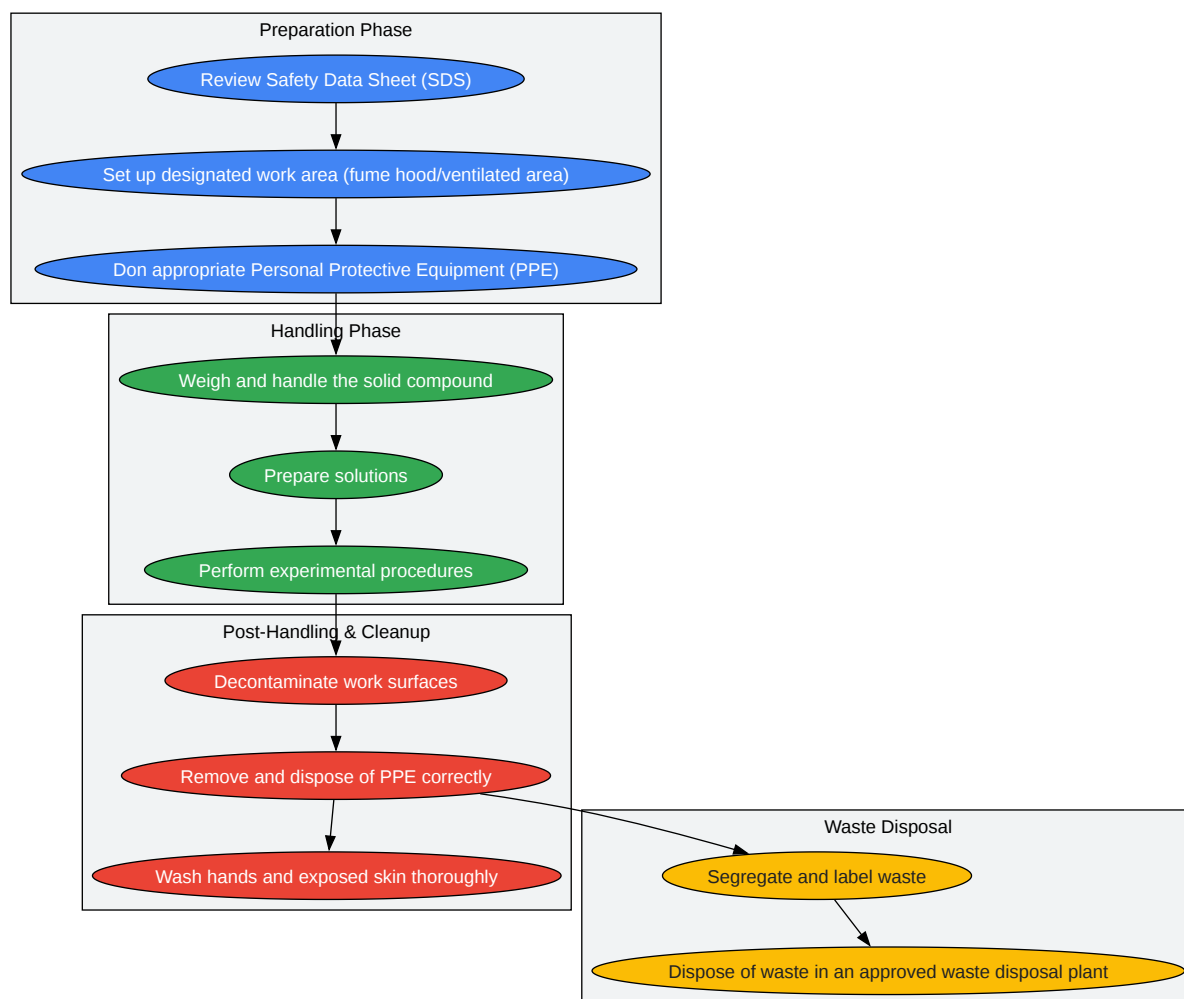 Preparation Phase
Review Safety Data Sheet (SDS)
Set up designated work area (fume hood/ventilated area)
Don appropriate Personal Protective Equipment (PPE)
Handling Phase
Weigh and handle the solid compound
Prepare solutions
Perform experimental procedures
Post-Handling & Cleanup
Decontaminate work surfaces
Remove and dispose of PPE correctly
Wash hands and exposed skin thoroughly
Waste Disposal
Segregate and label waste
Dispose of waste in an approved waste disposal plant